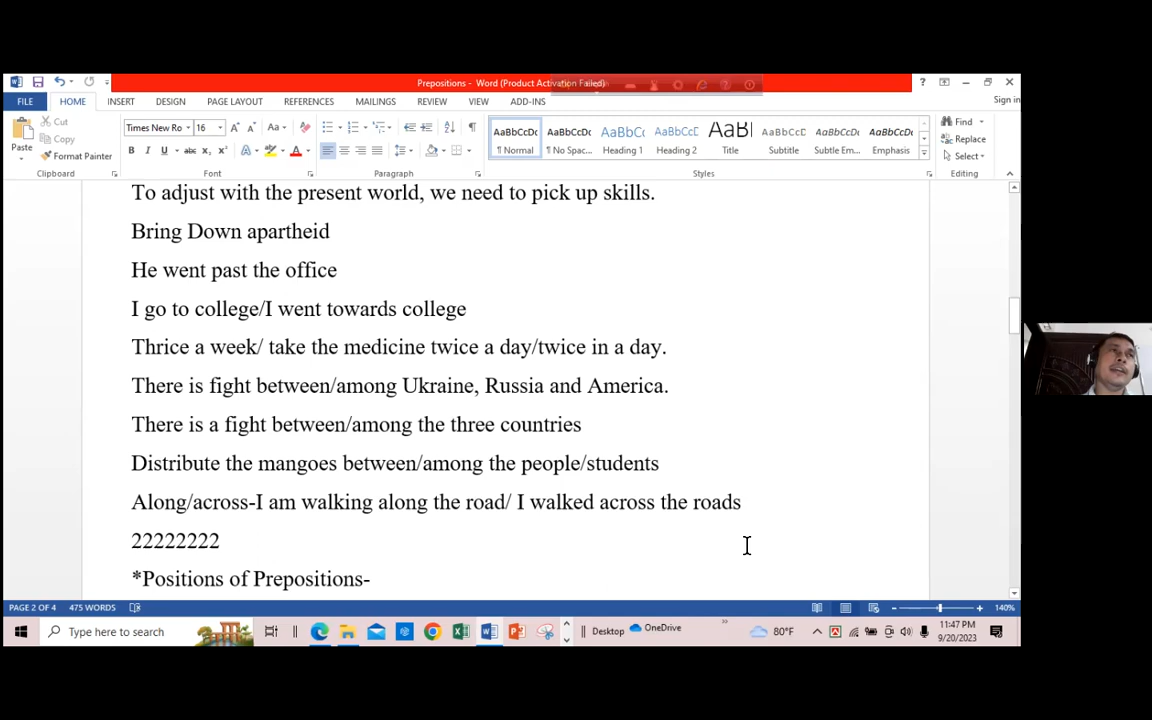 Prepositions - Word (Product Activation Failed)
Sign in
FILE HOME INSERT DESIGN PAGE LAYOUT REFERENCES MAILINGS REVIEW VIEW ADD-INS
Cut
Copy
Format Painter
Paste
Clipboard
Times New Ro 16
Font
Paragraph
AaBbCcDc AaBbCcDc AaBbC AaBbCcD AaBl AaBbCcD AaBbCcDc AaBbCcDc
¶ Normal ¶ No Spac... Heading 1 Heading 2 Title Subtitle Subtle Em... Emphasis
Styles
Find
Replace
Select
Editing
To adjust with the present world, we need to pick up skills.
Bring Down apartheid
He went past the office
I go to college/I went towards college
Thrice a week/ take the medicine twice a day/twice in a day.
There is fight between/among Ukraine, Russia and America.
There is a fight between/among the three countries
Distribute the mangoes between/among the people/students
Along/across-I am walking along the road/ I walked across the roads
22222222
*Positions of Prepositions-
PAGE 2 OF 4 475 WORDS 140%
Type here to search Desktop OneDrive 80°F 11:47 PM
9/20/2023